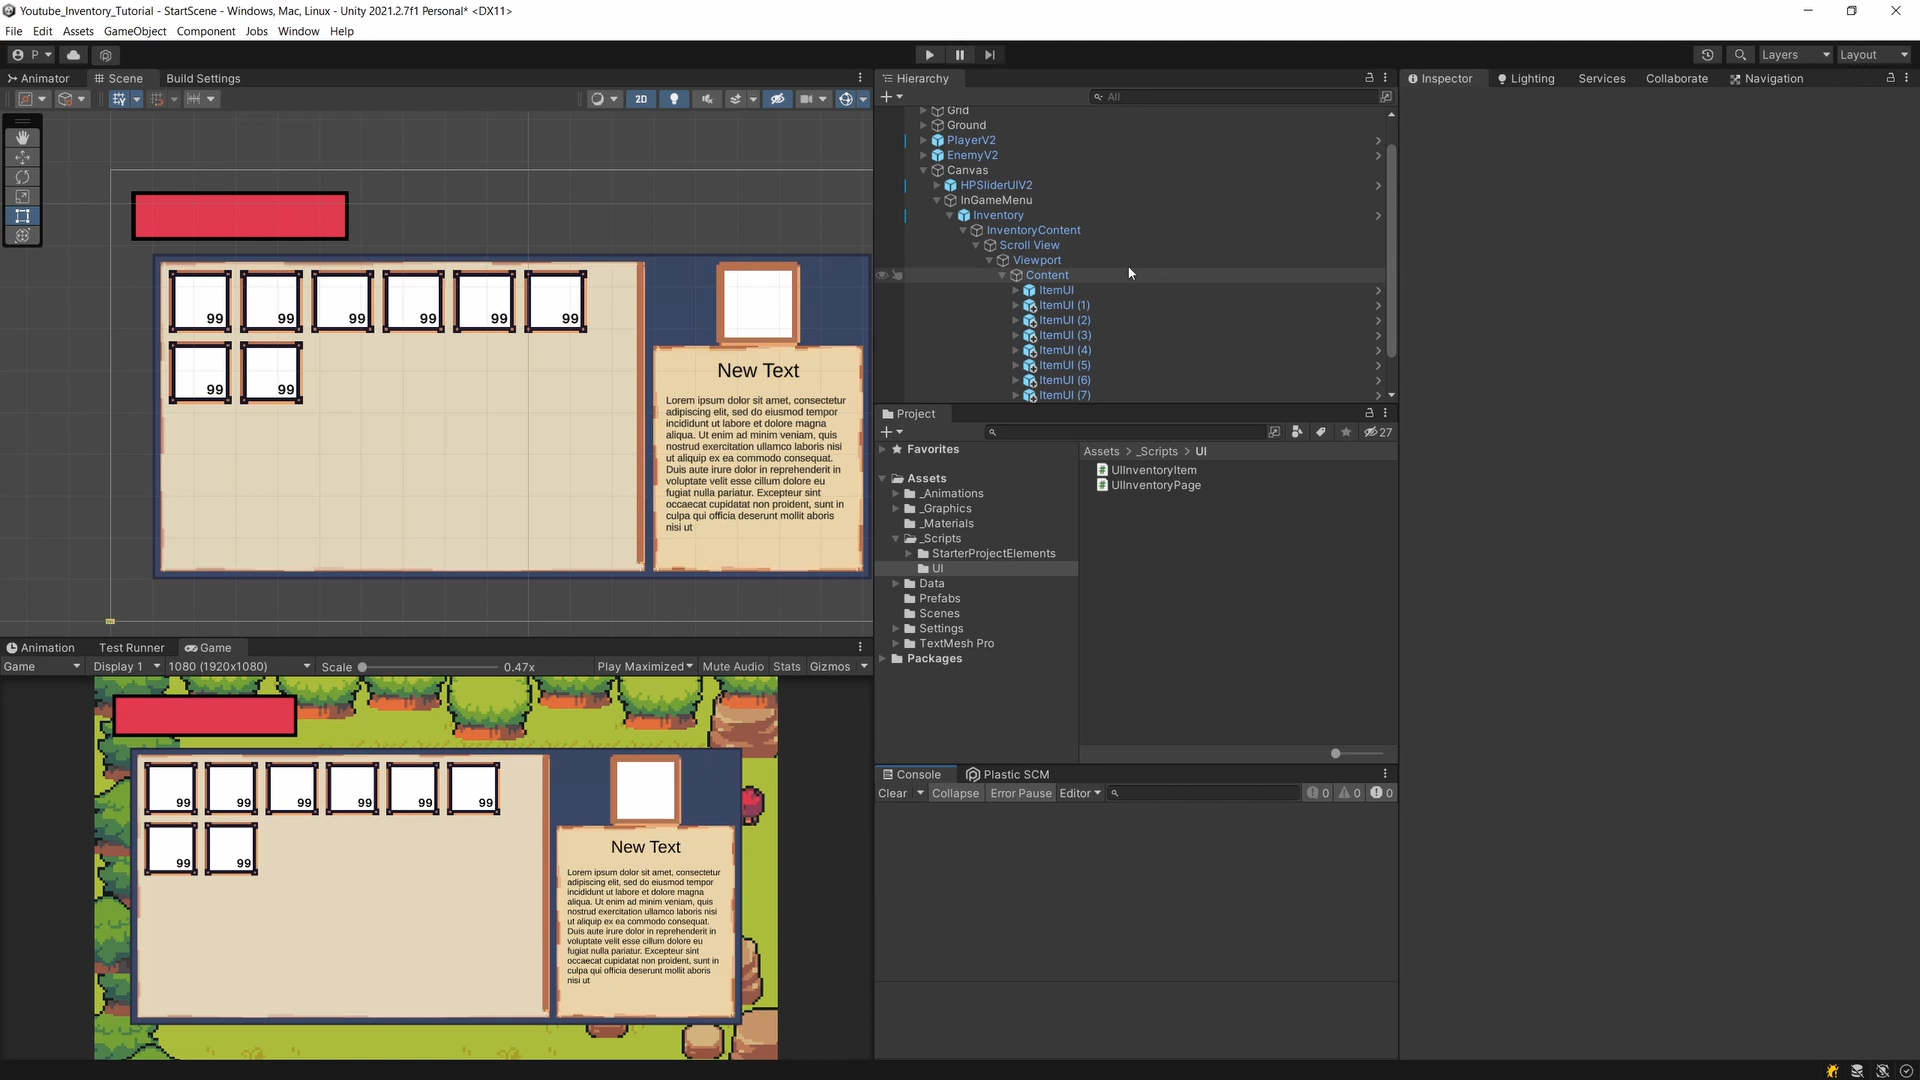 Youtube_Inventory_Tutorial - StartScene - Windows, Mac, Linux - Unity 2021.2.7f1 Personal* <DX11>
File Edit Assets GameObject Component Jobs Window Help
P
Layers
Layout
Animator
Scene
Build Settings
2D
Hierarchy
All
Grid
Ground
PlayerV2
EnemyV2
Canvas
HPSliderUIV2
InGameMenu
Inventory
InventoryContent
Scroll View
Viewport
Content
ItemUI
ItemUI (1)
ItemUI (2)
ItemUI (3)
ItemUI (4)
ItemUI (5)
ItemUI (6)
ItemUI (7)
Inspector
Lighting
Services
Collaborate
Navigation
99 99 99 99 99 99
99 99
New Text
Lorem ipsum dolor sit amet, consectetur
adipiscing elit, sed do eiusmod tempor
incididunt ut labore et dolore magna
aliqua. Ut enim ad minim veniam, quis
nostrud exercitation ullamco laboris nisi
ut aliquip ex ea commodo consequat.
Duis aute irure dolor in reprehenderit in
voluptate velit esse cillum dolore eu
fugiat nulla pariatur. Excepteur sint
occaecat cupidatat non proident, sunt in
culpa qui officia deserunt mollit aboris
nisi ut
Project
27
Favorites
Assets
_Animations
_Graphics
_Materials
_Scripts
StarterProjectElements
UI
Data
Prefabs
Scenes
Settings
TextMesh Pro
Packages
Assets > _Scripts > UI
UIInventoryItem
UIInventoryPage
Animation
Test Runner
Game
Game
Display 1
1080 (1920x1080)
Scale
0.47x
Play Maximized
Mute Audio
Stats
Gizmos
99 99 99 99 99 99
99 99
New Text
Lorem ipsum dolor sit amet, consectetur
adipiscing elit, sed do eiusmod tempor
incididunt ut labore et dolore magna
aliqua. Ut enim ad minim veniam, quis
nostrud exercitation ullamco laboris nisi
ut aliquip ex ea commodo consequat.
Duis aute irure dolor in reprehenderit in
voluptate velit esse cillum dolore eu
fugiat nulla pariatur. Excepteur sint
occaecat cupidatat non proident, sunt in
culpa qui officia deserunt mollit aboris
nisi ut
Console
Plastic SCM
Clear
Collapse
Error Pause
Editor
0
0
0